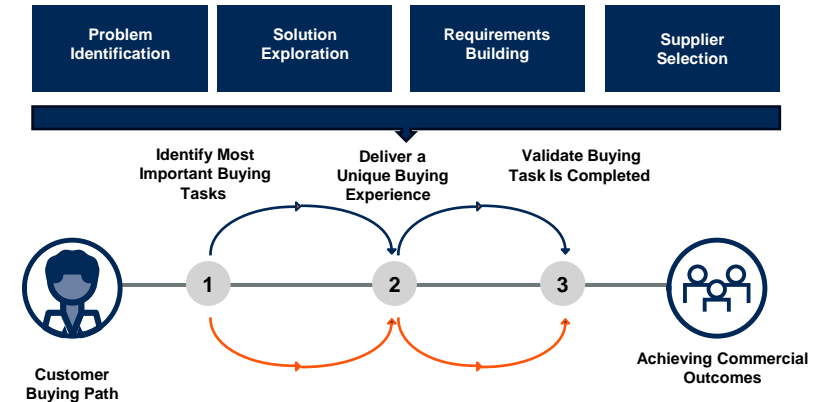 Problem
Identification
Solution
Exploration
Requirements
Building
Supplier
Selection
Identify Most
Important Buying
Tasks
Deliver a
Unique Buying
Experience
Validate Buying
Task Is Completed
1
2
3
Customer
Buying Path
Achieving Commercial
Outcomes